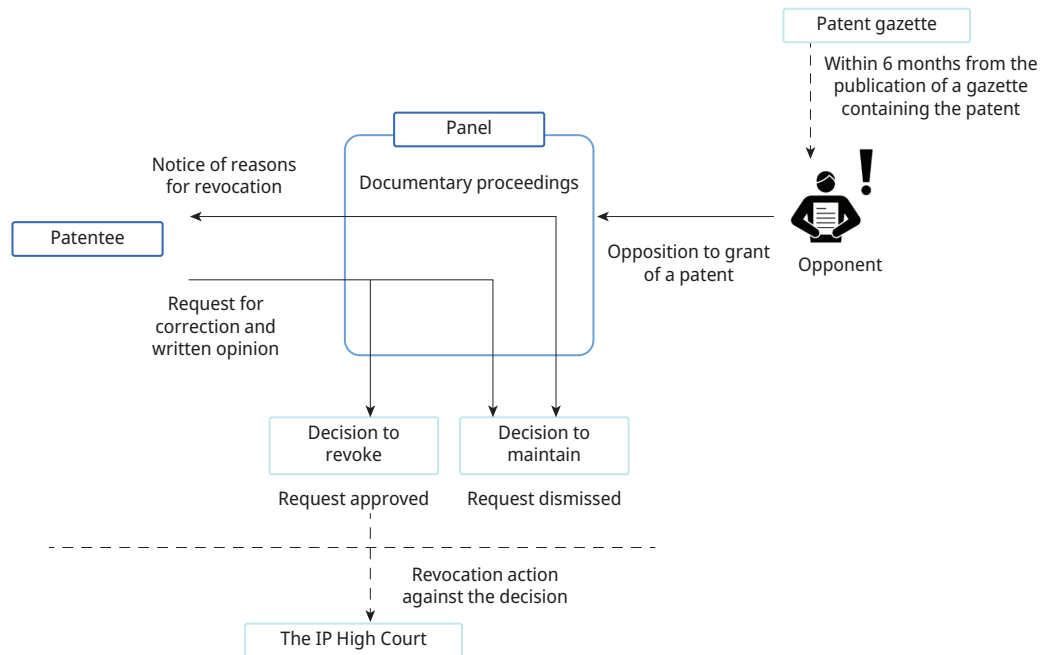 Patent gazette
Within 6 months from the
publication of a gazette
containing the patent
Panel
Documentary proceedings
Notice of reasons
for revocation
Patentee
Opposition to grant
of a patent
Opponent
Request for
correction and
written opinion
Decision to
revoke
Decision to
maintain
Request approved
Request dismissed
Revocation action
against the decision
The IP High Court